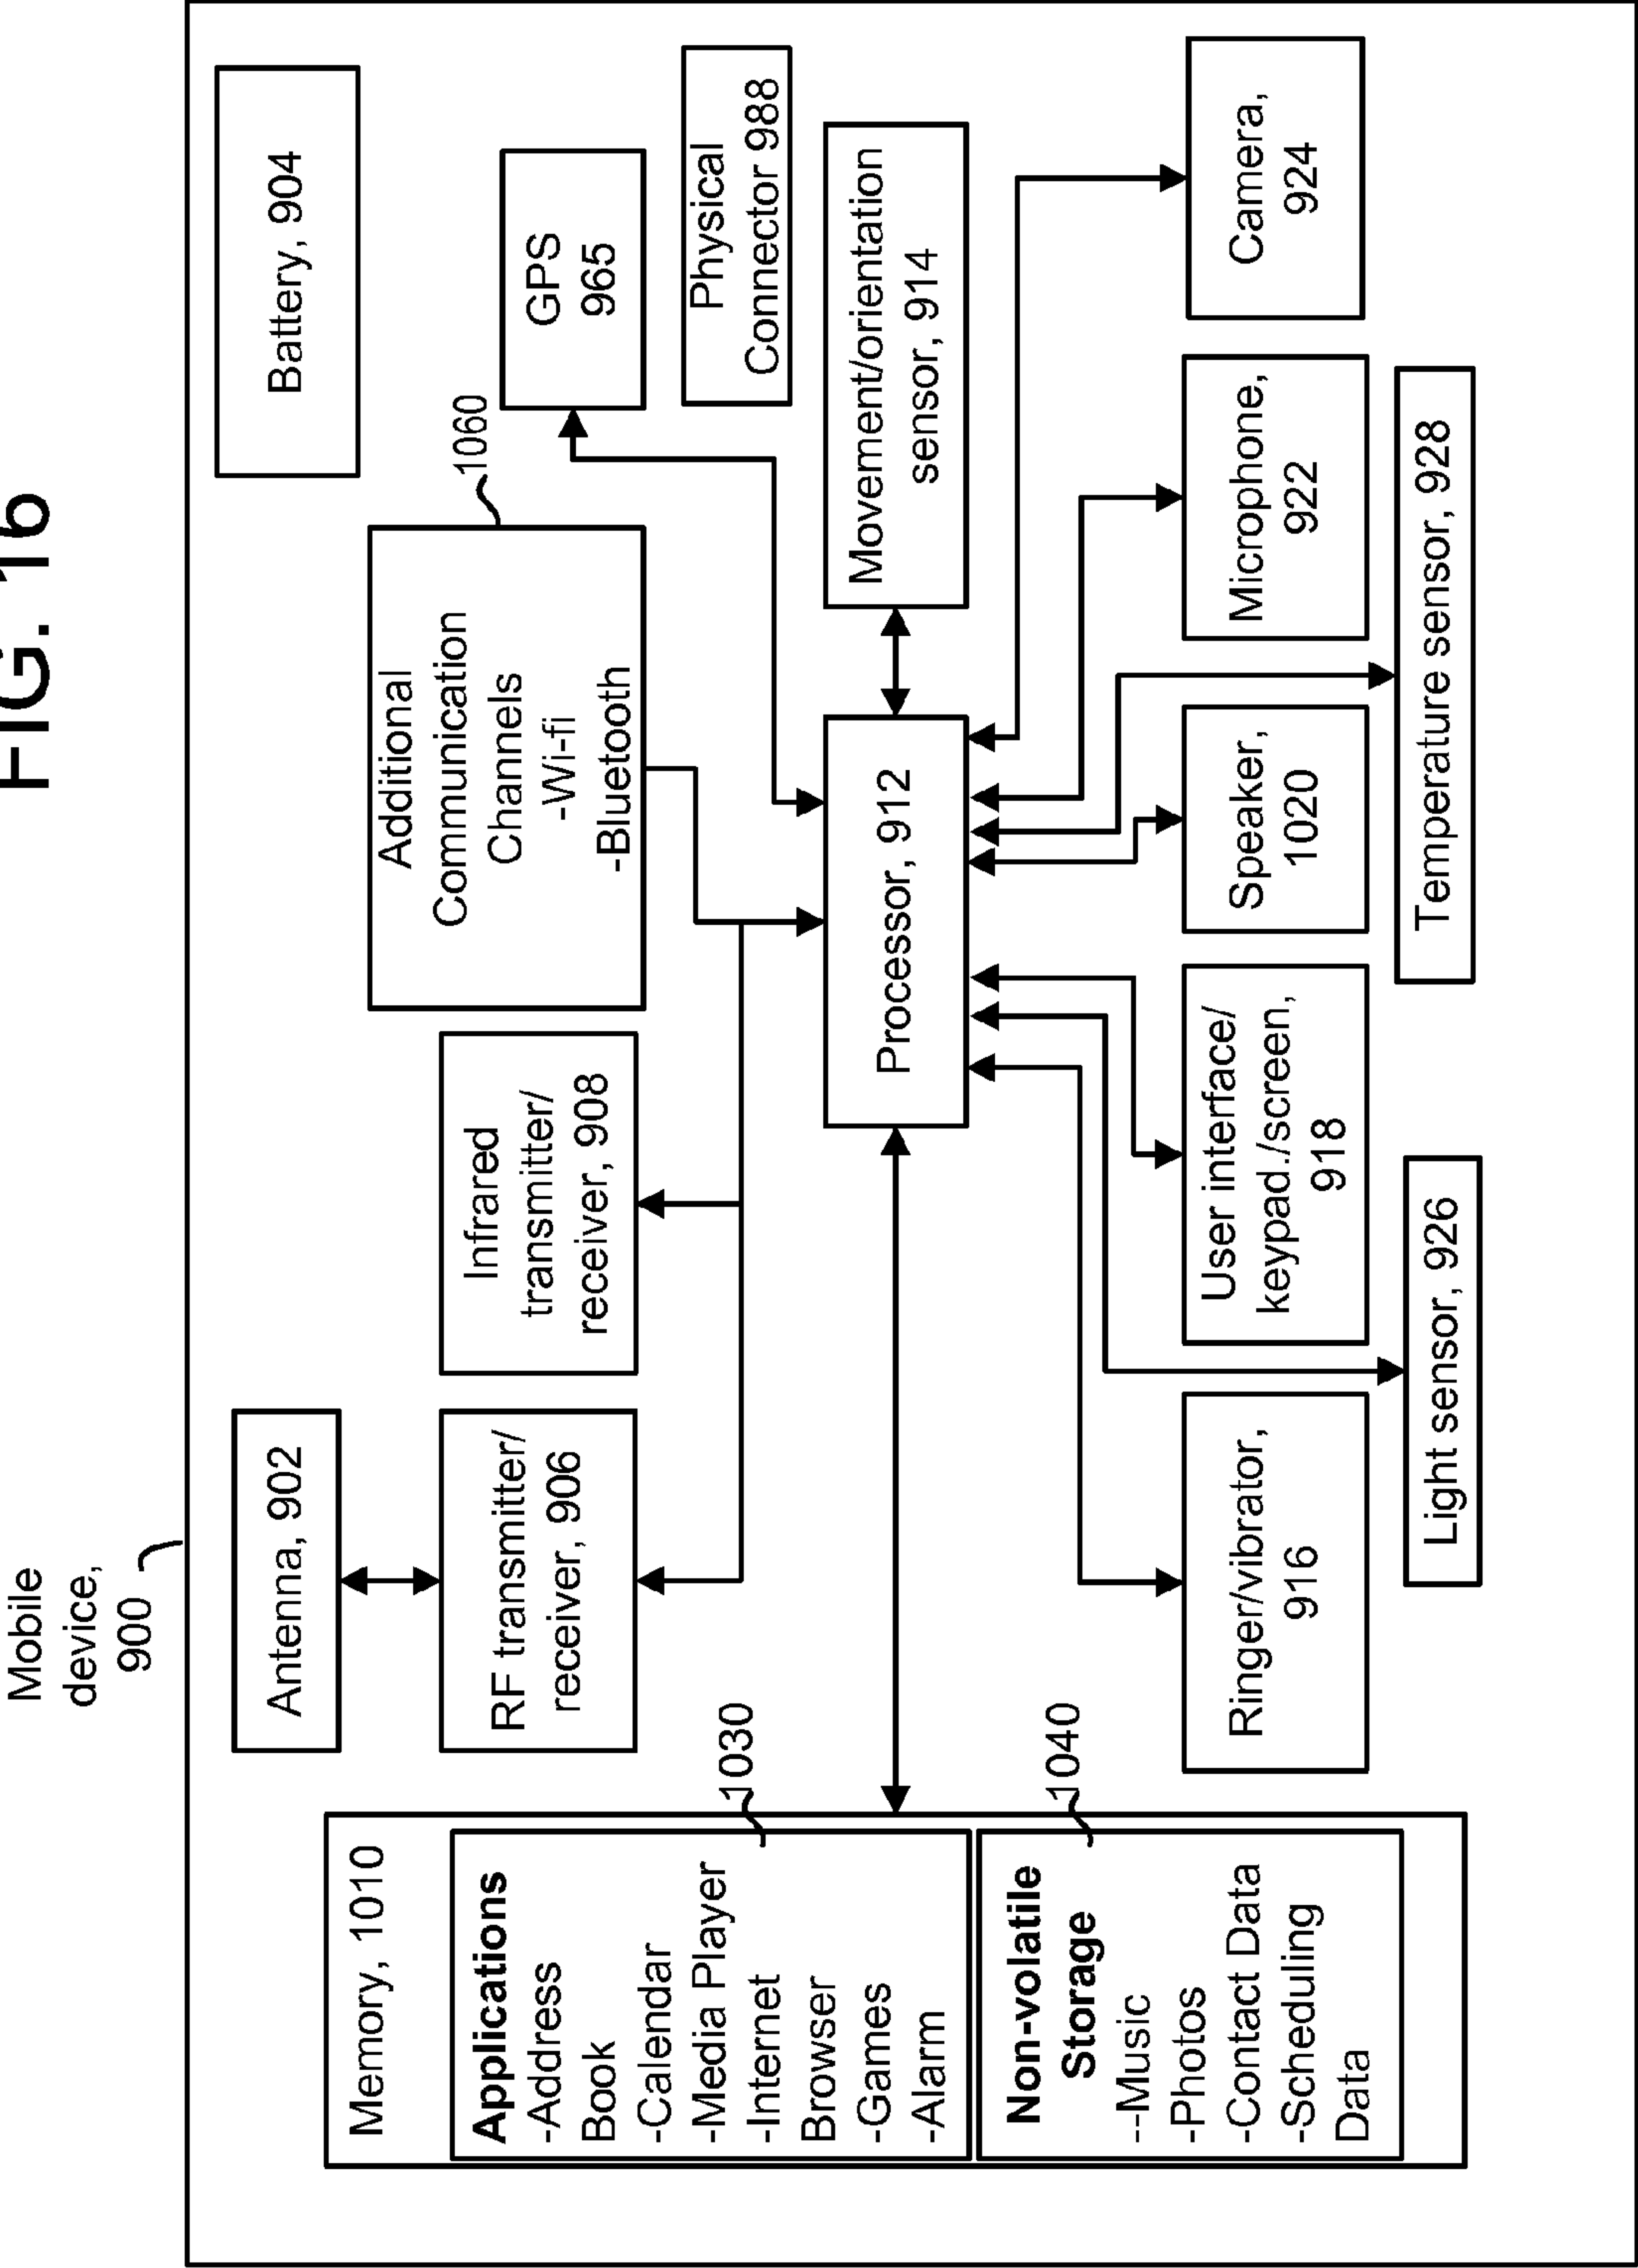 FIG. 16
Mobile
device,
900
Memory, 1010
Applications
-Address
Book
-Calendar
-Media Player
-Internet
Browser
-Games
-Alarm
1030
Non-volatile
Storage
--Music
-Photos
-Contact Data
-Scheduling
Data
1040
Antenna, 902
RF transmitter/
receiver, 906
Infrared
transmitter/
receiver, 908
Additional
Communication
Channels
-Wi-fi
-Bluetooth
1060
Battery, 904
GPS
965
Physical
Connector 988
Processor, 912
Movement/orientation
sensor, 914
Ringer/vibrator,
916
User interface/
keypad./screen,
918
Speaker,
1020
Microphone,
922
Camera,
924
Light sensor, 926
Temperature sensor, 928